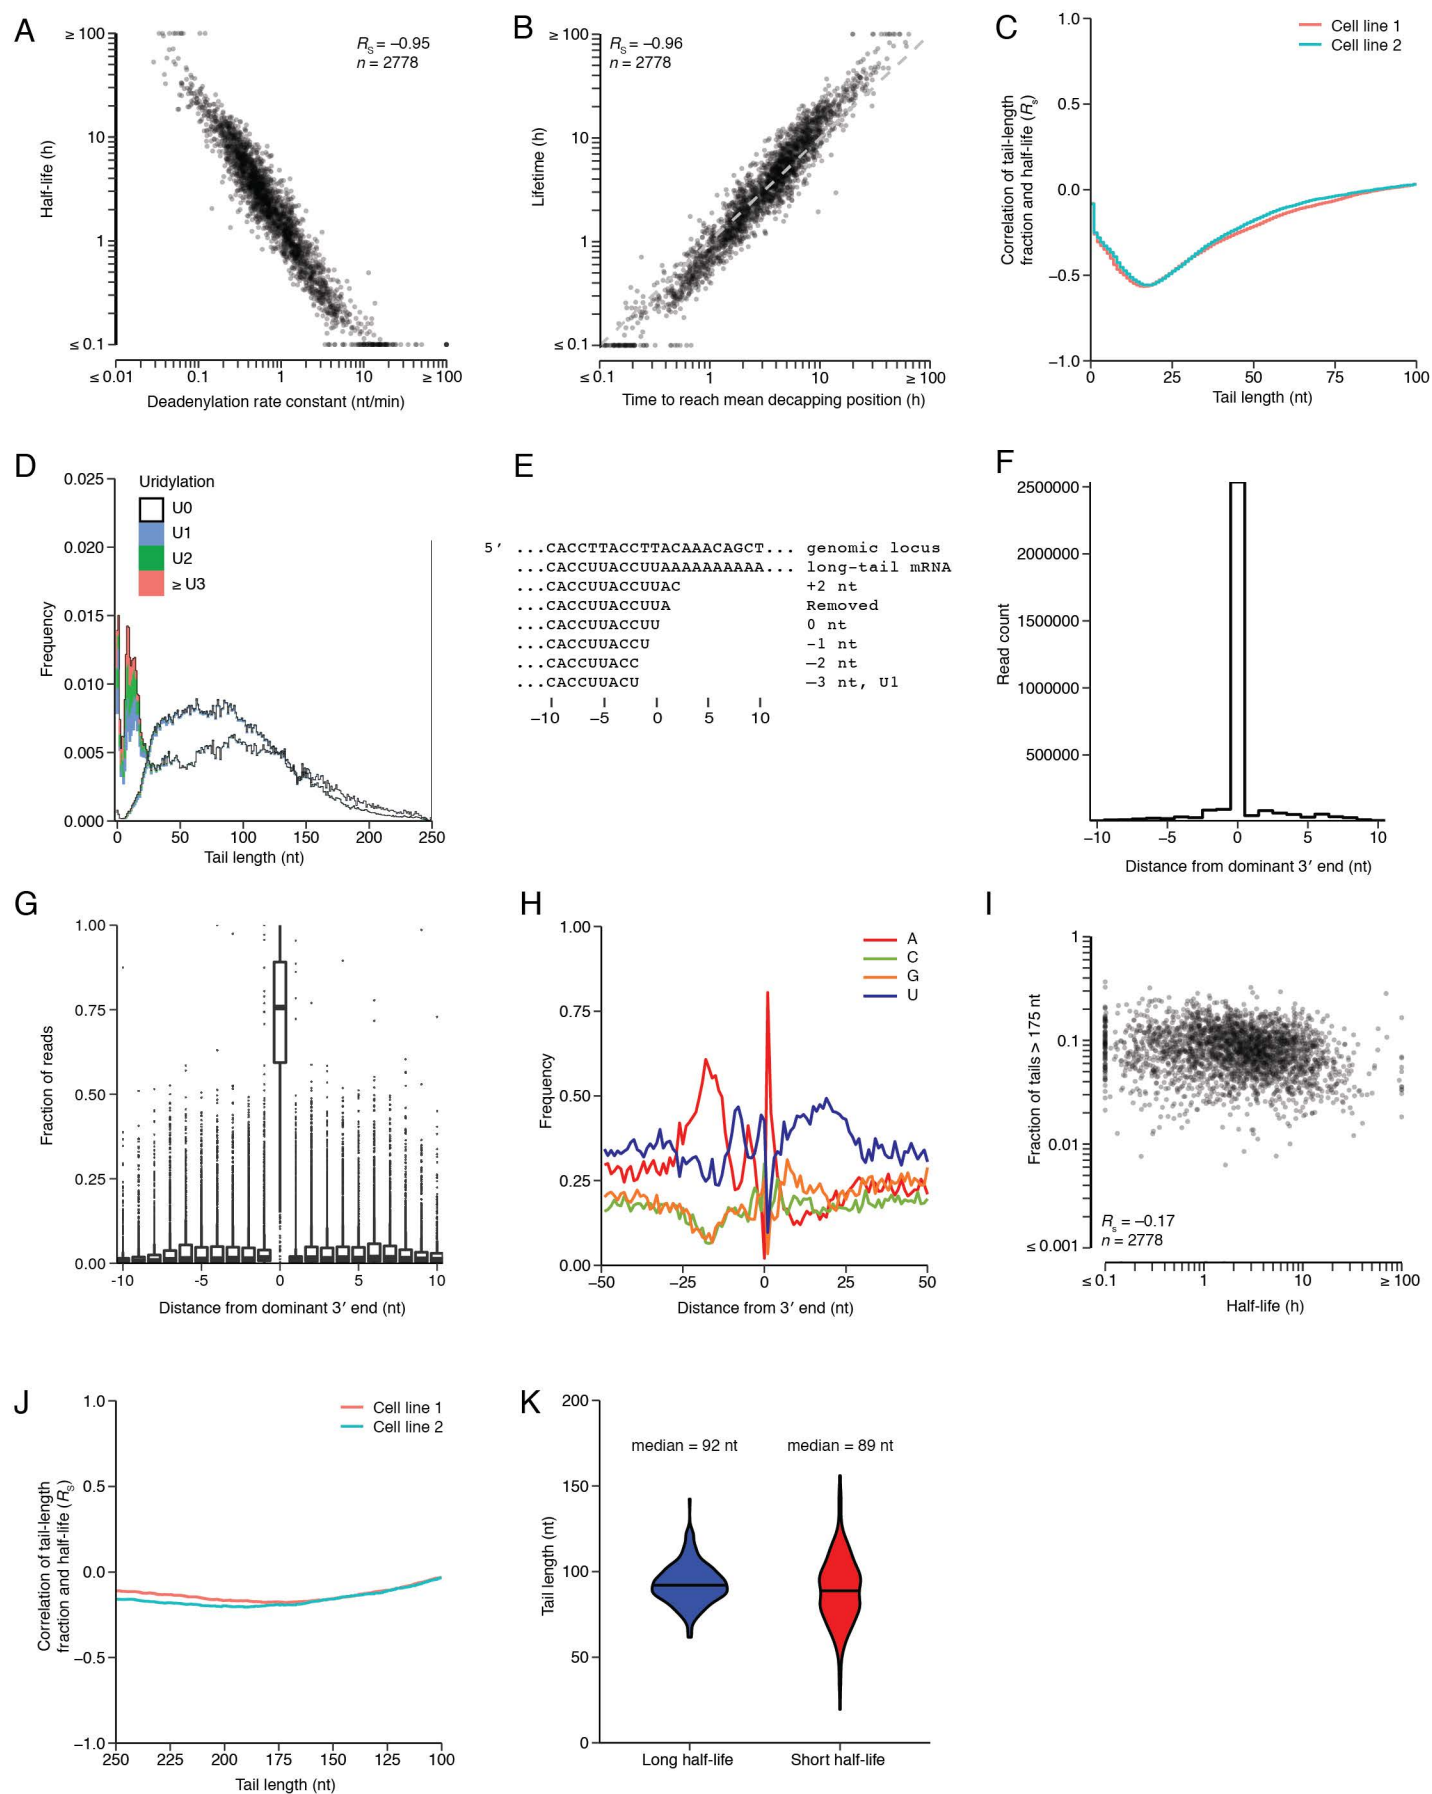 A
≥ 100
10
1
≤ 0.1
Half-life (h)
Rs = –0.95
n = 2778
≤ 0.01
0.1
1
10
≥ 100
Deadenylation rate constant (nt/min)
B
≥ 100
10
1
≤ 0.1
Lifetime (h)
Rs = –0.96
n = 2778
≤ 0.1
1
10
≥ 100
Time to reach mean decapping position (h)
C
1.0
0.5
0.0
–0.5
–1.0
Correlation of tail-length
fraction and half-life (Rs)
Cell line 1
Cell line 2
0
25
50
75
100
Tail length (nt)
D
0.025
0.020
0.015
0.010
0.005
0.000
Frequency
Uridylation
U0
U1
U2
≥ U3
0
50
100
150
200
250
Tail length (nt)
E
5′ ...CACCTTACCTTACAAACAGCT... genomic locus
...CACCUUACCUUAAAAAAAAAA... long-tail mRNA
...CACCUUACCUUAC +2 nt
...CACCUUACCUUA Removed
...CACCUUACCUU 0 nt
...CACCUUACCU -1 nt
...CACCUUACC –2 nt
...CACCUUACU –3 nt, U1
–10
–5
0
5
10
F
2500000
2000000
1500000
1000000
500000
Read count
–10
–5
0
5
10
Distance from dominant 3′ end (nt)
G
1.00
0.75
0.50
0.25
0.00
Fraction of reads
-10
-5
0
5
10
Distance from dominant 3′ end (nt)
H
1.00
0.75
0.50
0.25
0.00
Frequency
A
C
G
U
–50
–25
0
25
50
Distance from 3′ end (nt)
I
1
0.1
0.01
≤ 0.001
Fraction of tails > 175 nt
Rs = –0.17
n = 2778
≤ 0.1
1
10
≥ 100
Half-life (h)
J
1.0
0.5
0.0
–0.5
–1.0
Correlation of tail-length
fraction and half-life (Rs)
Cell line 1
Cell line 2
250
225
200
175
150
125
100
Tail length (nt)
K
200
150
100
50
0
Tail length (nt)
median = 92 nt
median = 89 nt
Long half-life
Short half-life